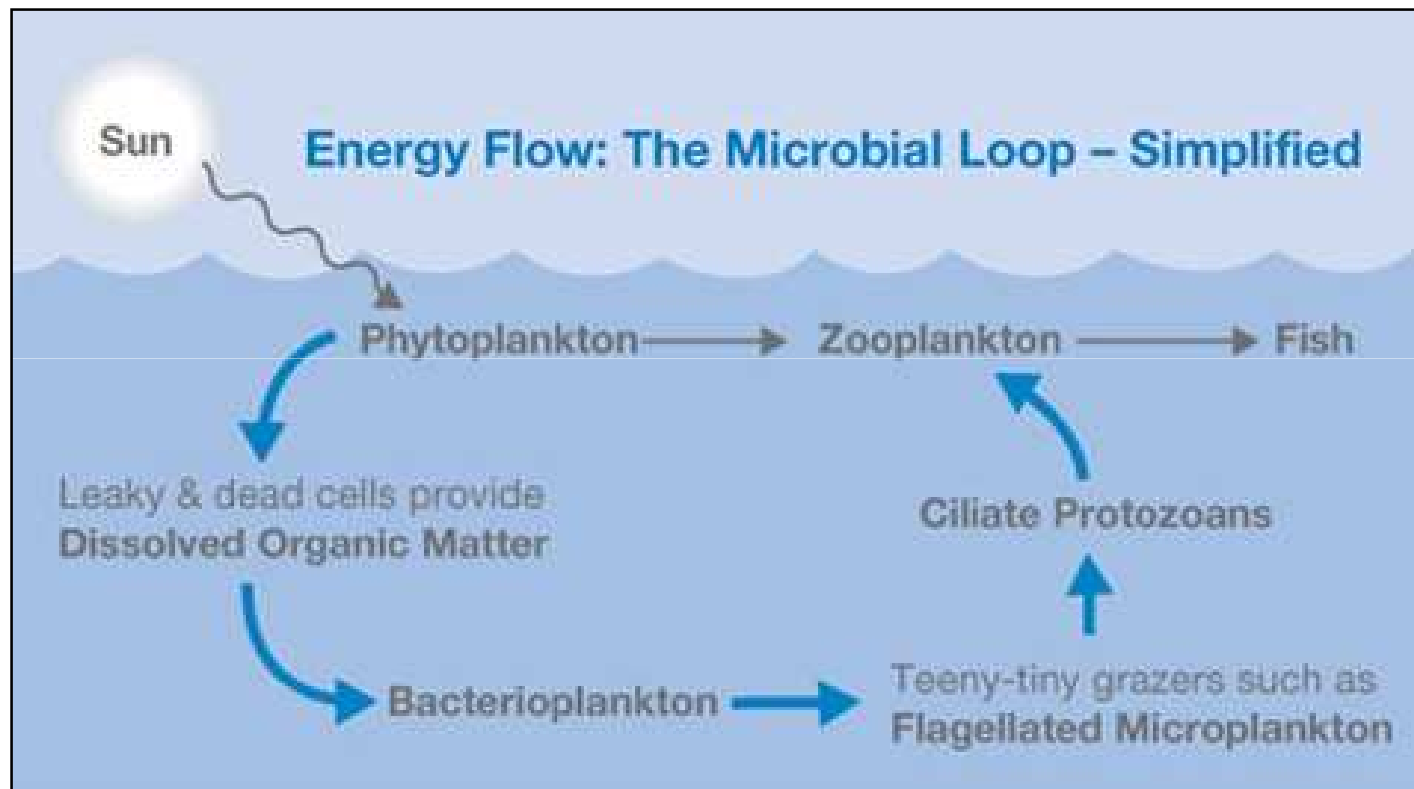 Sun
Energy Flow: The Microbial Loop – Simplified
Phytoplankton
Zooplankton
Fish
Leaky & dead cells provide
Dissolved Organic Matter
Ciliate Protozoans
Bacterioplankton
Teeny-tiny grazers such as
Flagellated Microplankton